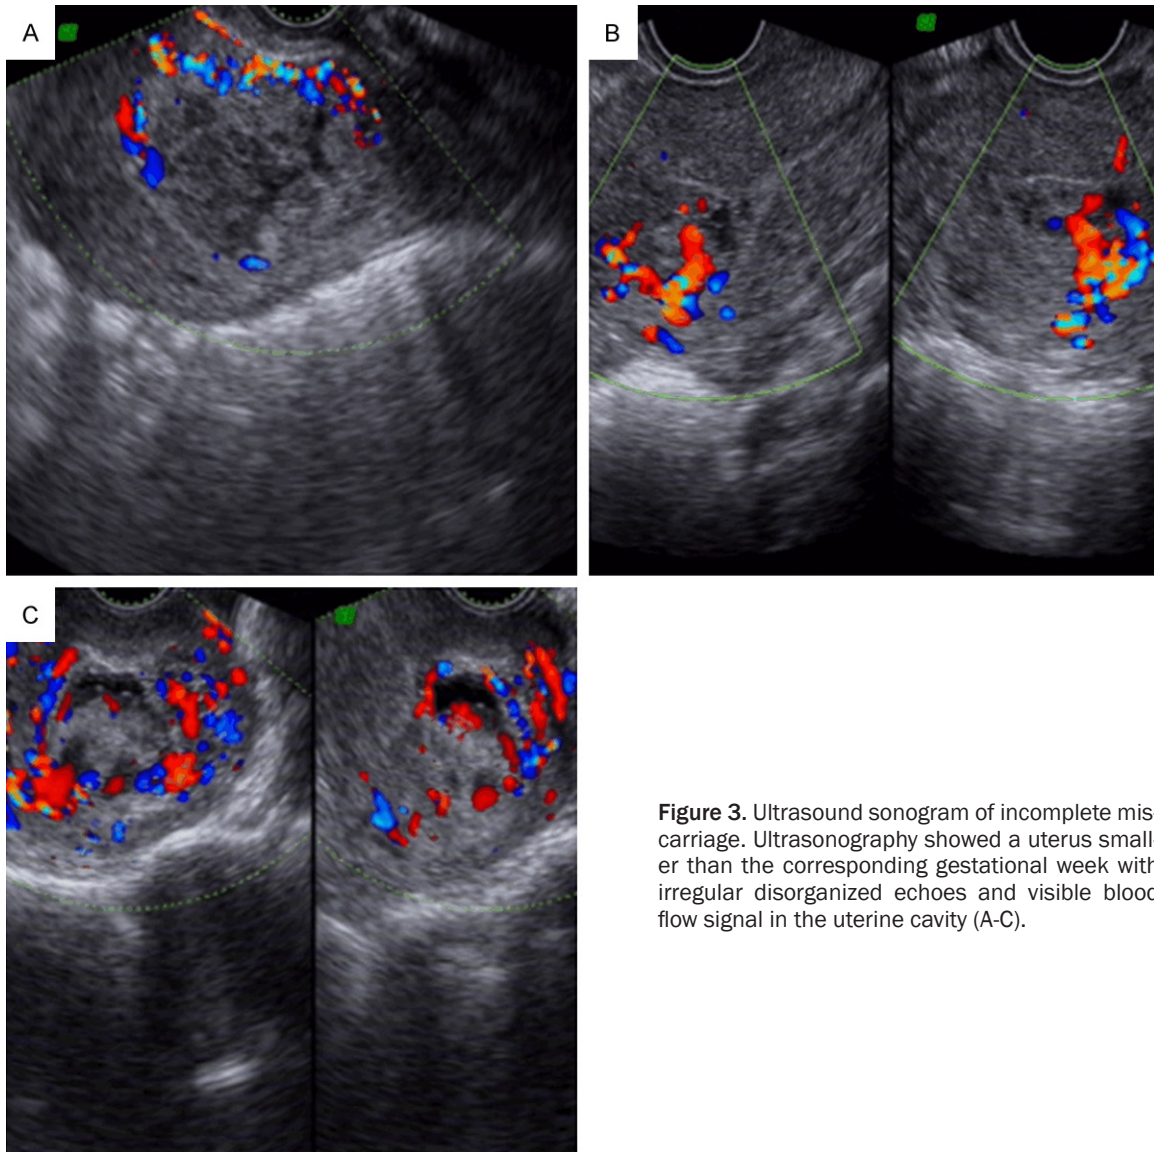 A
B
C
Figure 3. Ultrasound sonogram of incomplete mis-
carriage. Ultrasonography showed a uterus small-
er than the corresponding gestational week with
irregular disorganized echoes and visible blood
flow signal in the uterine cavity (A-C).